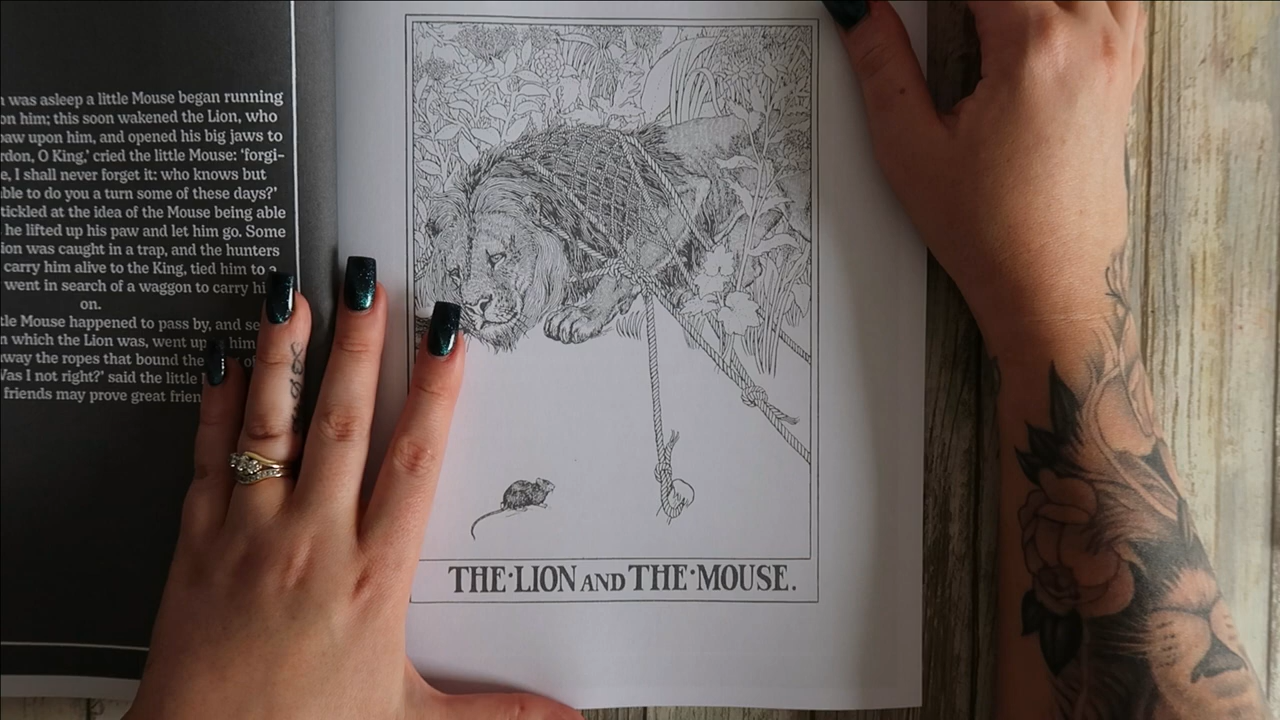 was asleep a little Mouse began running
on him; this soon wakened the Lion, who
paw upon him, and opened his big jaws to
rdon, O King,' cried the little Mouse: 'forgi-
e, I shall never forget it: who knows but
ble to do you a turn some of these days?'
tickled at the idea of the Mouse being able
he lifted up his paw and let him go. Some
ion was caught in a trap, and the hunters
carry him alive to the King, tied him to a
went in search of a waggon to carry hi
on.
tle Mouse happened to pass by, and se
n which the Lion was, went up him
way the ropes that bound the of
Was I not right?' said the little
friends may prove great frien
THE·LION AND THE·MOUSE.